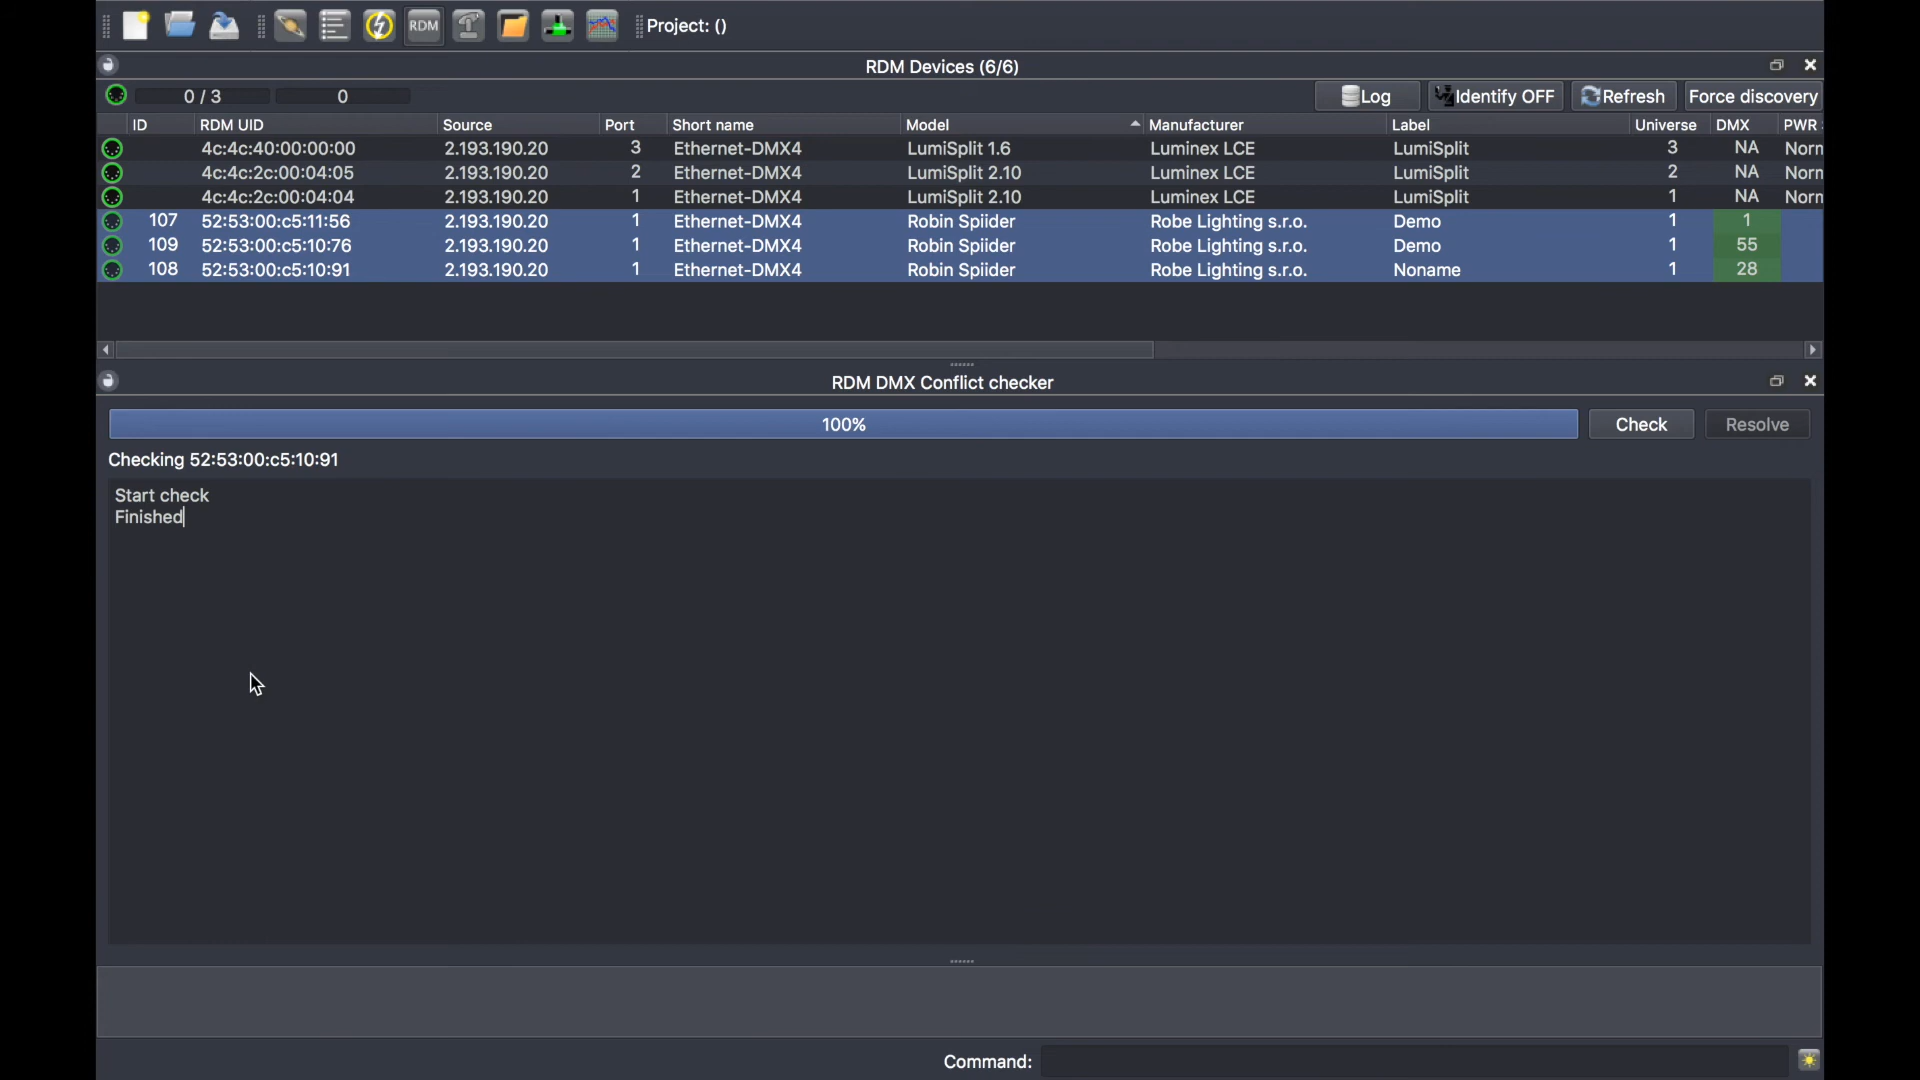 RDM Project: ()
RDM Devices (6/6)
0 / 3 0 Log Identify OFF Refresh Force discovery
ID RDM UID Source Port Short name Model Manufacturer Label Universe DMX PWR
4c:4c:40:00:00:00 2.193.190.20 3 Ethernet-DMX4 LumiSplit 1.6 Luminex LCE LumiSplit 3 NA Norn
4c:4c:2c:00:04:05 2.193.190.20 2 Ethernet-DMX4 LumiSplit 2.10 Luminex LCE LumiSplit 2 NA Norn
4c:4c:2c:00:04:04 2.193.190.20 1 Ethernet-DMX4 LumiSplit 2.10 Luminex LCE LumiSplit 1 NA Norn
107 52:53:00:c5:11:56 2.193.190.20 1 Ethernet-DMX4 Robin Spiider Robe Lighting s.r.o. Demo 1 1
109 52:53:00:c5:10:76 2.193.190.20 1 Ethernet-DMX4 Robin Spiider Robe Lighting s.r.o. Demo 1 55
108 52:53:00:c5:10:91 2.193.190.20 1 Ethernet-DMX4 Robin Spiider Robe Lighting s.r.o. Noname 1 28
RDM DMX Conflict checker
100% Check Resolve
Checking 52:53:00:c5:10:91
Start check
Finished
Command: